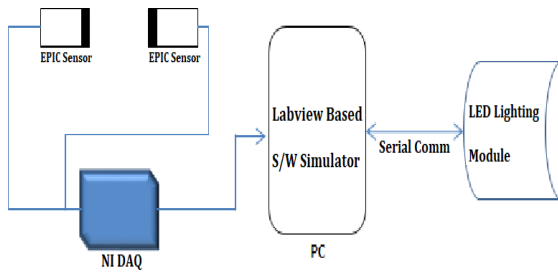 EPIC Sensor
EPIC Sensor
Labview Based
S/W Simulator
LED Lighting
Module
Serial Comm
NI DAQ
PC